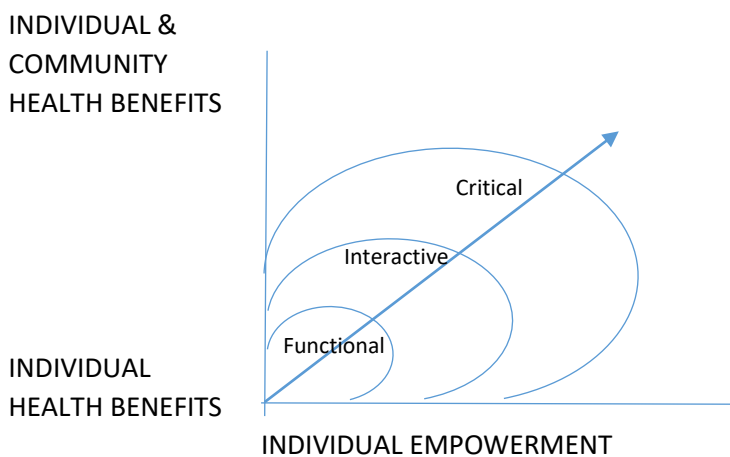 INDIVIDUAL &
COMMUNITY
HEALTH BENEFITS
Critical
Interactive
Functional
INDIVIDUAL
HEALTH BENEFITS
INDIVIDUAL EMPOWERMENT